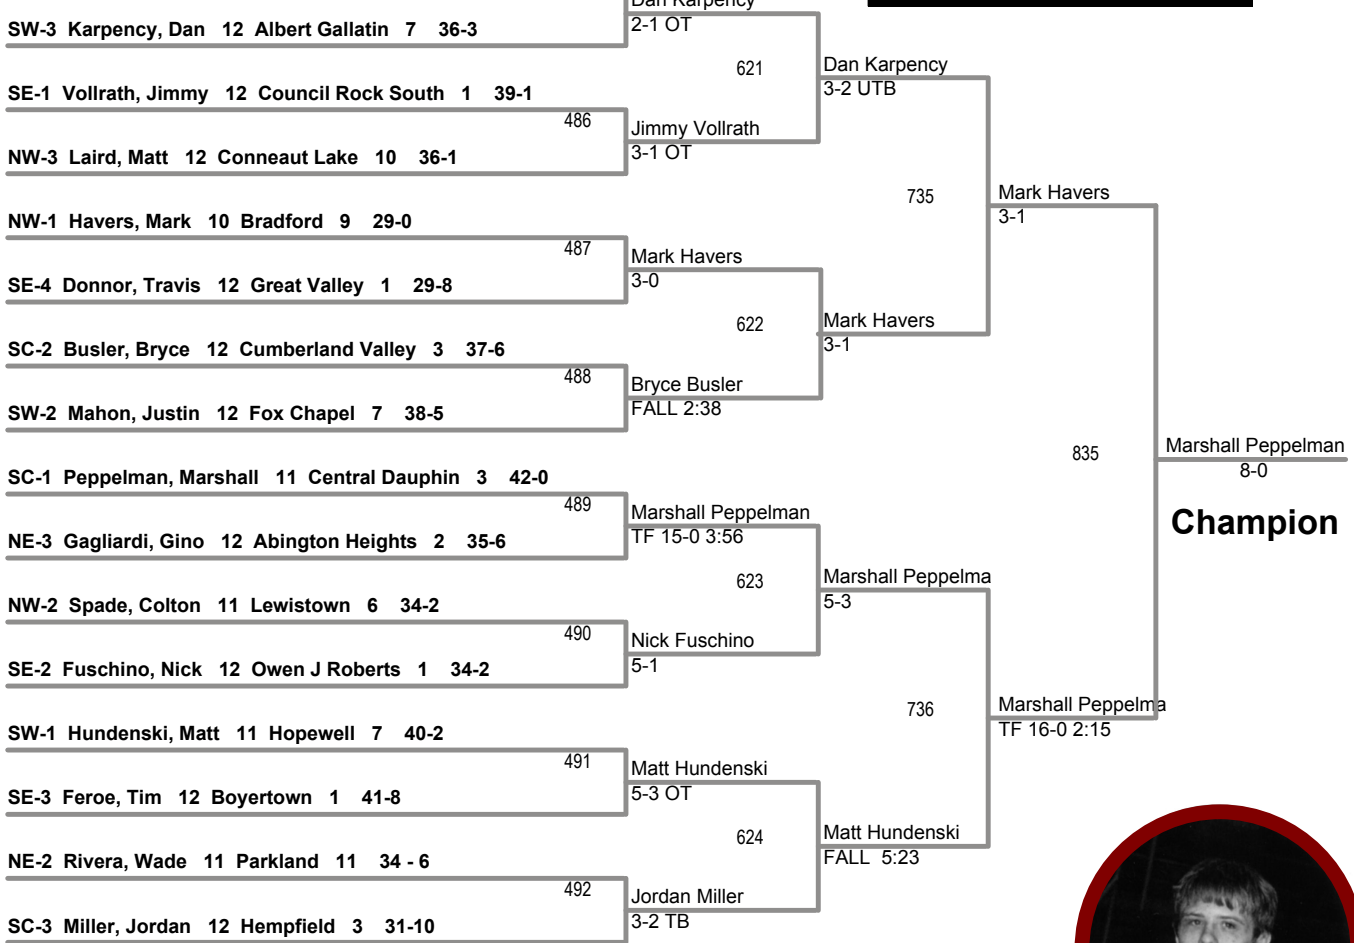 Dan Karpency
SW-3 Karpency, Dan 12 Albert Gallatin 7 36-3
2-1 OT
621
Dan Karpency
3-2 UTB
SE-1 Vollrath, Jimmy 12 Council Rock South 1 39-1
486
Jimmy Vollrath
3-1 OT
NW-3 Laird, Matt 12 Conneaut Lake 10 36-1
735
Mark Havers
3-1
NW-1 Havers, Mark 10 Bradford 9 29-0
487
Mark Havers
3-0
SE-4 Donnor, Travis 12 Great Valley 1 29-8
622
Mark Havers
3-1
SC-2 Busler, Bryce 12 Cumberland Valley 3 37-6
488
Bryce Busler
FALL 2:38
SW-2 Mahon, Justin 12 Fox Chapel 7 38-5
835
Marshall Peppelman
8-0
Champion
SC-1 Peppelman, Marshall 11 Central Dauphin 3 42-0
489
Marshall Peppelman
TF 15-0 3:56
NE-3 Gagliardi, Gino 12 Abington Heights 2 35-6
623
Marshall Peppelma
5-3
NW-2 Spade, Colton 11 Lewistown 6 34-2
490
Nick Fuschino
5-1
SE-2 Fuschino, Nick 12 Owen J Roberts 1 34-2
736
Marshall Peppelma
TF 16-0 2:15
SW-1 Hundenski, Matt 11 Hopewell 7 40-2
491
Matt Hundenski
5-3 OT
SE-3 Feroe, Tim 12 Boyertown 1 41-8
624
Matt Hundenski
FALL 5:23
NE-2 Rivera, Wade 11 Parkland 11 34 - 6
492
Jordan Miller
3-2 TB
SC-3 Miller, Jordan 12 Hempfield 3 31-10